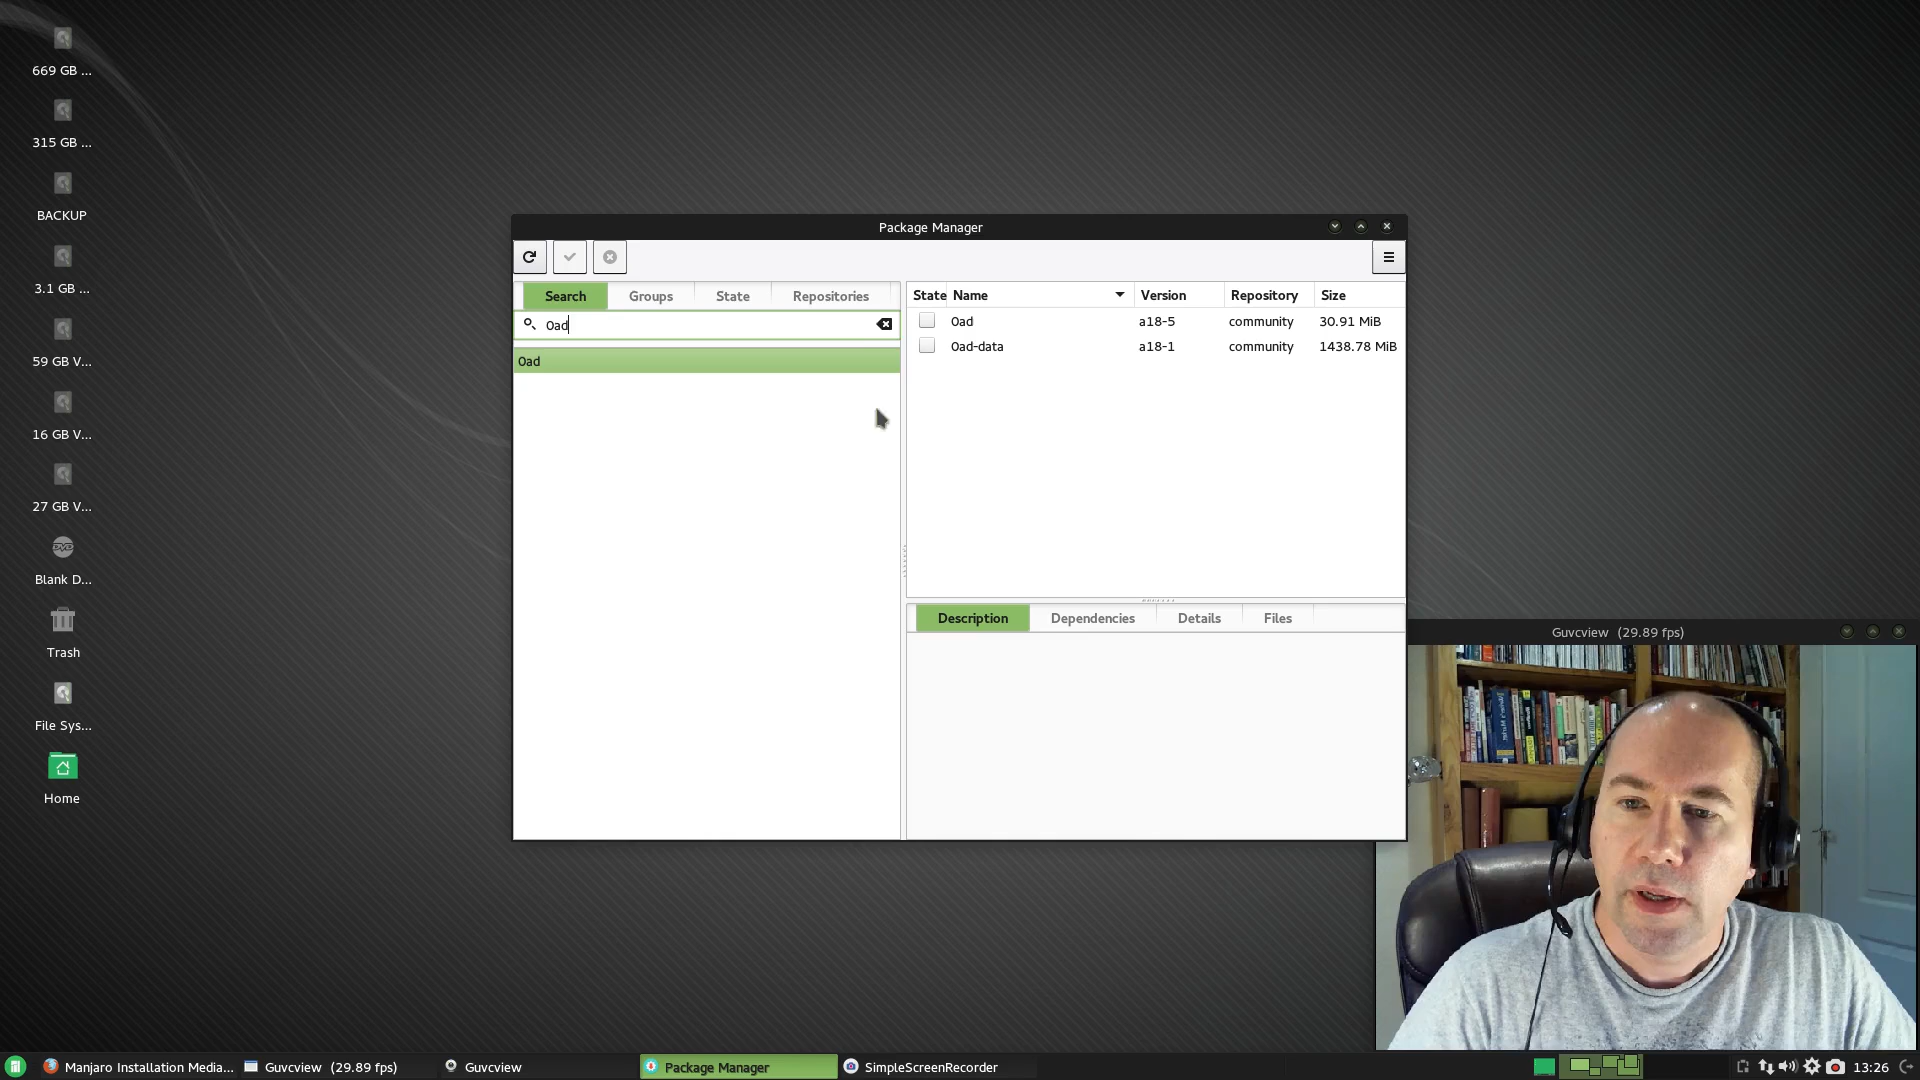 669 GB ...
315 GB ...
BACKUP
3.1 GB ...
59 GB V...
16 GB V...
27 GB V...
DVD
Blank D...
Trash
File Sys...
Home
Package Manager
Search
Groups
State
Repositories
0ad
0ad
State
Name
Version
Repository
Size
0ad
a18-5
community
30.91 MiB
0ad-data
a18-1
community
1438.78 MiB
Description
Dependencies
Details
Files
Guvcview (29.89 fps)
Manjaro Installation Media...
Guvcview (29.89 fps)
Guvcview
Package Manager
SimpleScreenRecorder
13:26